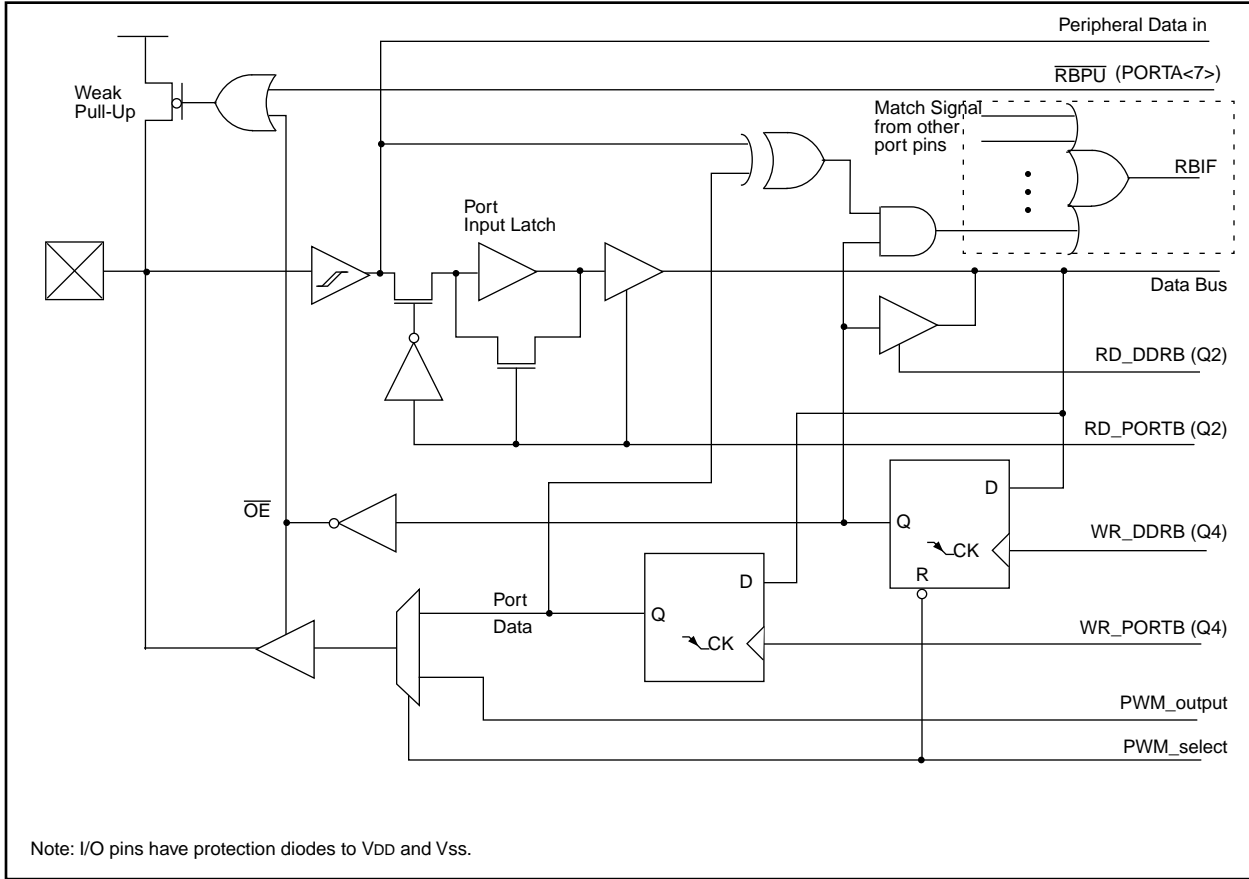 Peripheral Data in
RBPU (PORTA<7>)
Weak
Pull-Up
Match Signal
from other
port pins
RBIF
Port
Input Latch
Data Bus
RD_DDRB (Q2)
RD_PORTB (Q2)
OE
D
Q
CK
R
WR_DDRB (Q4)
Port
Data
D
Q
CK
WR_PORTB (Q4)
PWM_output
PWM_select
Note: I/O pins have protection diodes to VDD and Vss.